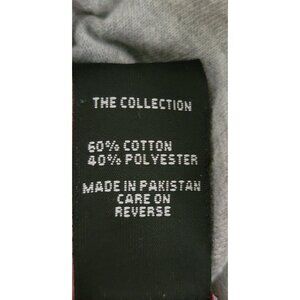 THE COLLECTION
60% COTTON
40% POLYESTER
MADE IN PAKISTAN
CARE ON
REVERSE